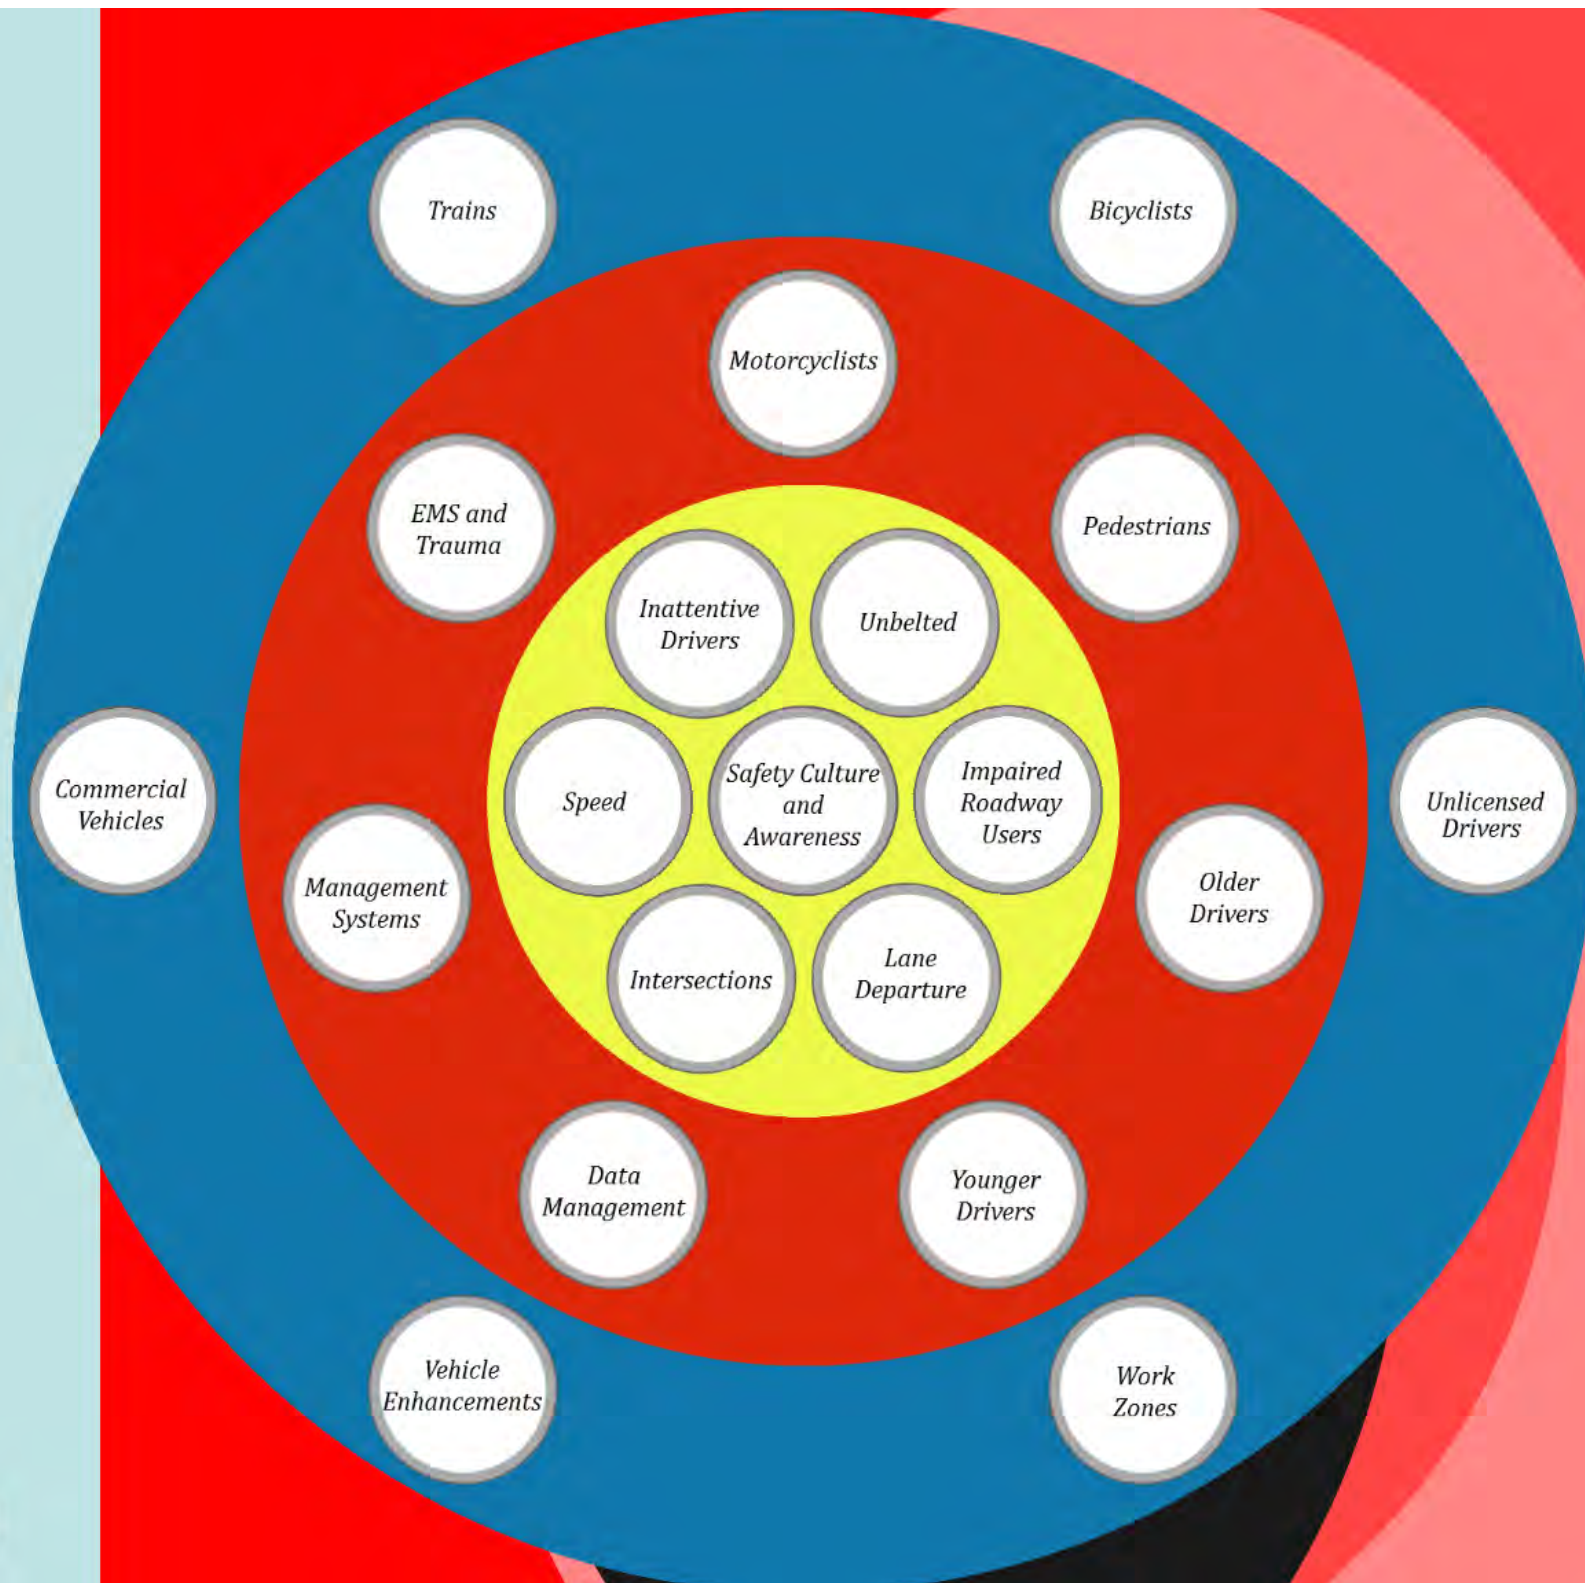 Trains
Bicyclists
Motorcyclists
EMS and
Trauma
Pedestrians
Inattentive
Drivers
Unbelted
Commercial
Vehicles
Speed
Safety Culture
and
Awareness
Impaired
Roadway
Users
Unlicensed
Drivers
Management
Systems
Older
Drivers
Intersections
Lane
Departure
Data
Management
Younger
Drivers
Vehicle
Enhancements
Work
Zones